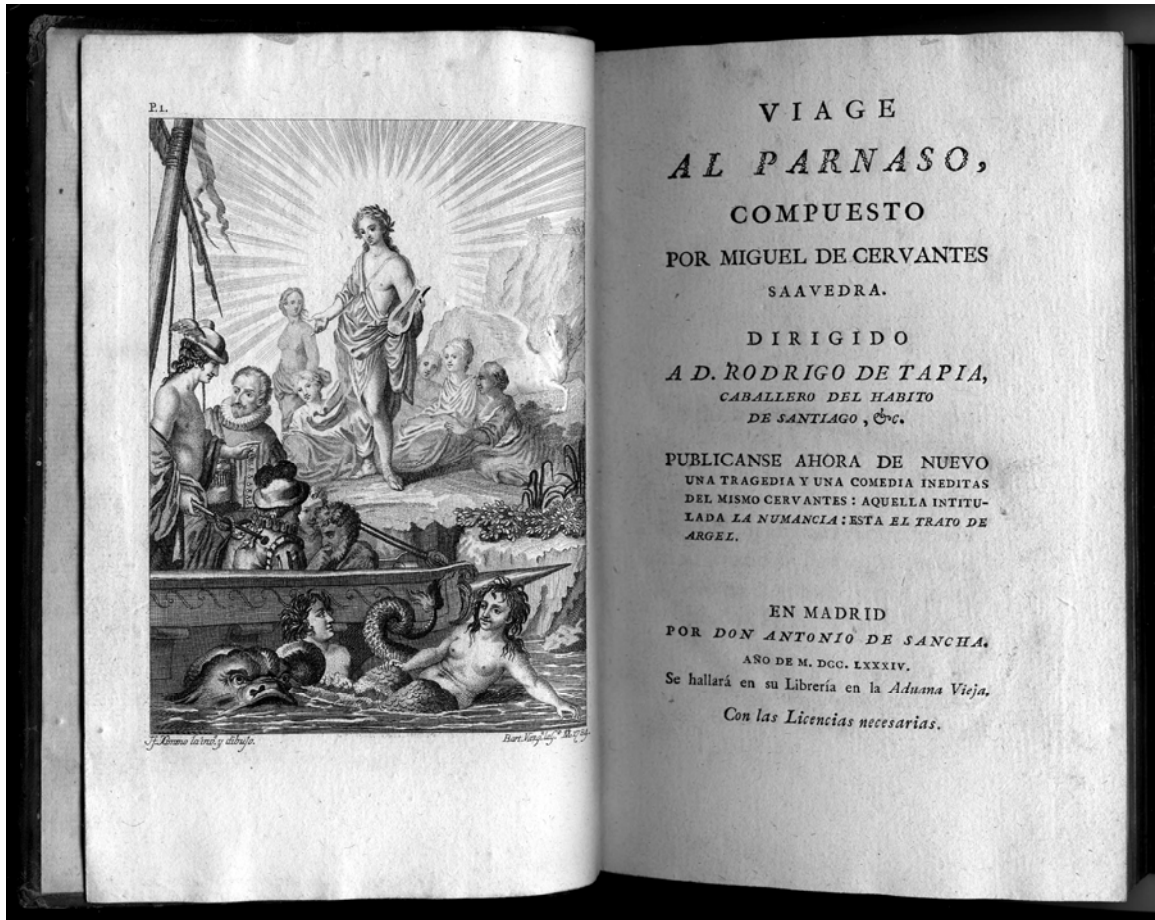 P. 1.
VIAGE
AL PARNASO,
COMPUESTO
POR MIGUEL DE CERVANTES
SAAVEDRA.
DIRIGIDO
A D. RODRIGO DE TAPIA,
CABALLERO DEL HABITO
DE SANTIAGO, &c.
PUBLICANSE AHORA DE NUEVO
UNA TRAGEDIA Y UNA COMEDIA INEDITAS
DEL MISMO CERVANTES: AQUELLA INTITU-
LADA LA NUMANCIA: ESTA EL TRATO DE
ARGEL.
EN MADRID
POR DON ANTONIO DE SANCHA.
AÑO DE M. DCC. LXXXIV.
Se hallará en su Librería en la Aduana Vieja.
Con las Licencias necesarias.
y dibujo.
1784.